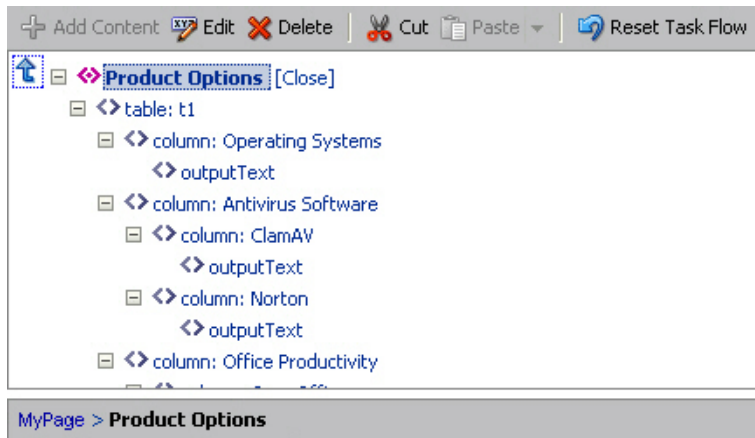 Add Content Edit Delete Cut Paste Reset Task Flow
Product Options [Close]
table: t1
column: Operating Systems
outputText
column: Antivirus Software
column: ClamAV
outputText
column: Norton
outputText
column: Office Productivity
MyPage > Product Options